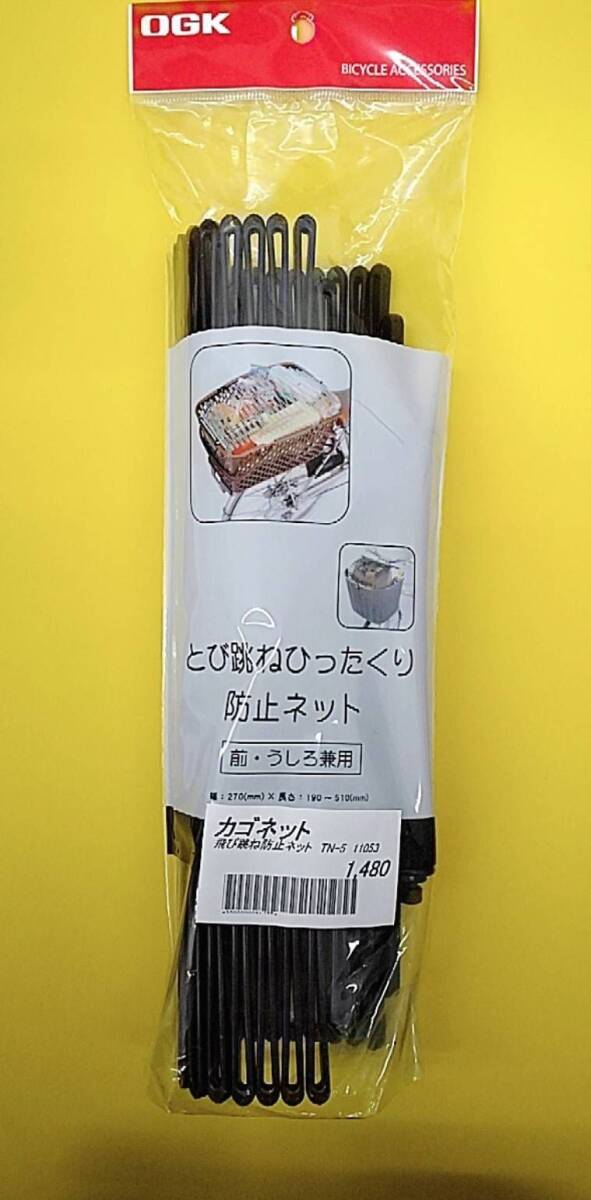 OGK
BICYCLE ACCESSORIES
とび跳ねひったくり
防止ネット
前・うしろ兼用
幅：270(mm)×長さ：190～510(mm)
カゴネット
飛び跳ね防止ネット TN-5 11053
1,480